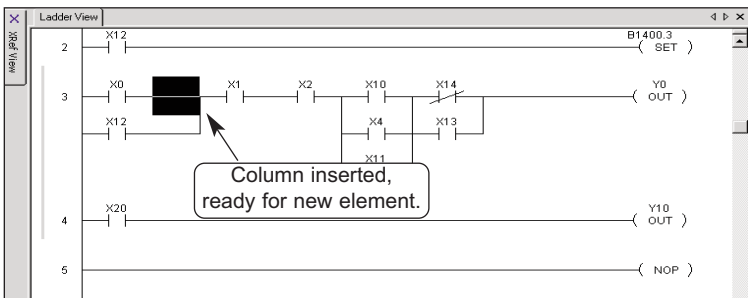 Ladder View
XRef View
X12
B1400.3
2
SET
X0
X1
X2
X10
X14
Y0
3
OUT
X12
X4
X13
X11
Column inserted,
ready for new element.
X20
Y10
4
OUT
5
NOP